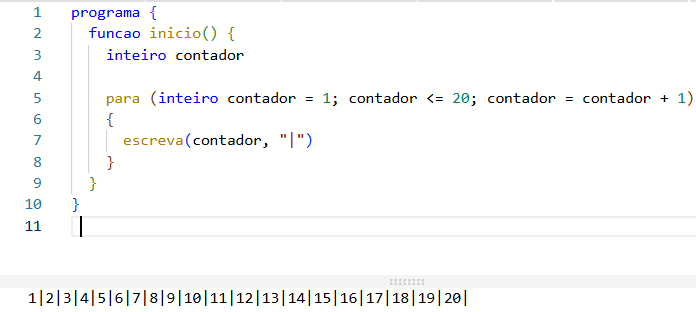 1 programa {
2 funcao inicio() {
3 inteiro contador
4
5 para (inteiro contador = 1; contador <= 20; contador = contador + 1)
6 {
7 escreva(contador, "|")
8 }
9 }
10 }
11
1|2|3|4|5|6|7|8|9|10|11|12|13|14|15|16|17|18|19|20|